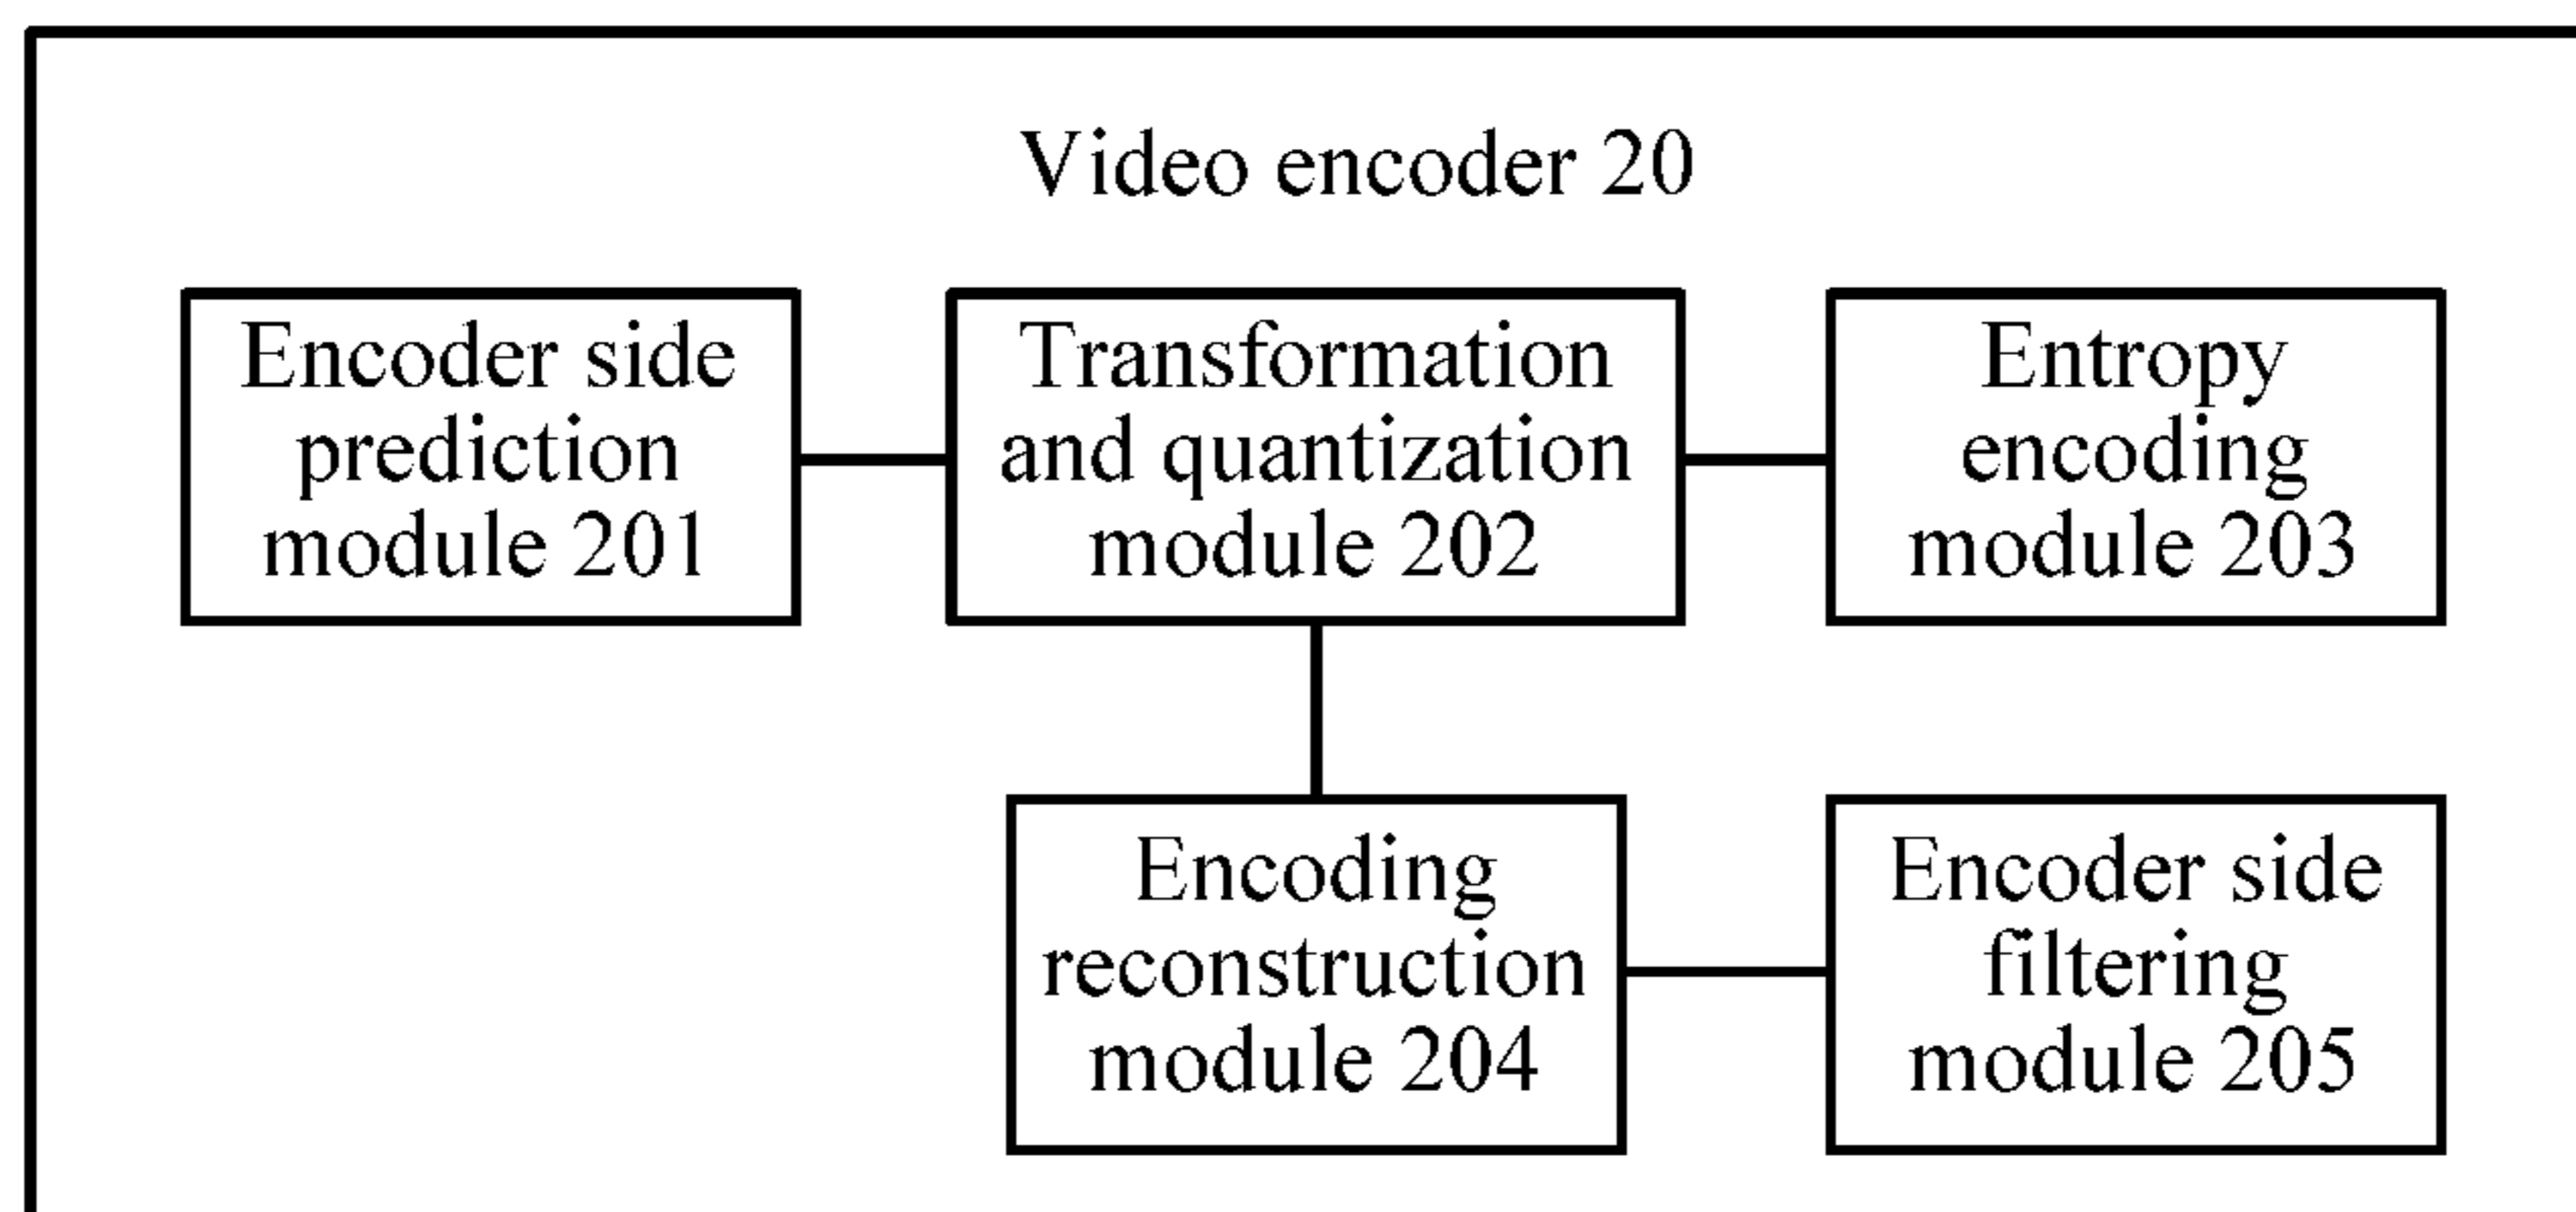 Video encoder 20
Encoder side
prediction
module 201
Transformation
and quantization
module 202
Entropy
encoding
module 203
Encoding
reconstruction
module 204
Encoder side
filtering
module 205